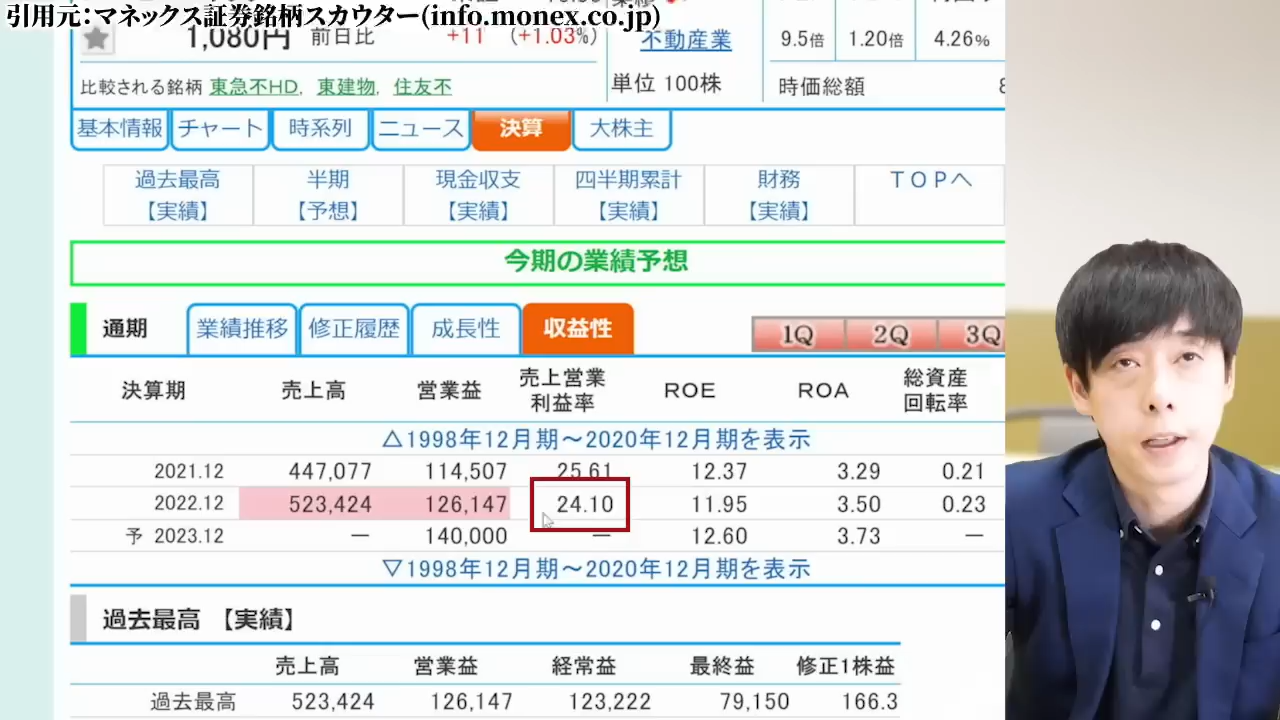 引用元：マネックス証券銘柄スカウター(info.monex.co.jp)
1,080円 前日比 +11 (+1.03%)
不動産業
9.5倍 1.20倍 4.26%
比較される銘柄 東急不HD, 東建物, 住友不
単位 100株
時価総額
基本情報 チャート 時系列 ニュース 決算 大株主
過去最高 半期 現金収支 四半期累計 財務 ＴＯＰへ
【実績】 【予想】 【実績】 【実績】 【実績】
今期の業績予想
通期 業績推移 修正履歴 成長性 収益性 1Q 2Q 3Q
決算期 売上高 営業益 売上営業利益率 ROE ROA 総資産回転率
△1998年12月期～2020年12月期を表示
2021.12 447,077 114,507 25.61 12.37 3.29 0.21
2022.12 523,424 126,147 24.10 11.95 3.50 0.23
予 2023.12 － 140,000 － 12.60 3.73 －
▽1998年12月期～2020年12月期を表示
過去最高 【実績】
売上高 営業益 経常益 最終益 修正1株益
過去最高 523,424 126,147 123,222 79,150 166.3